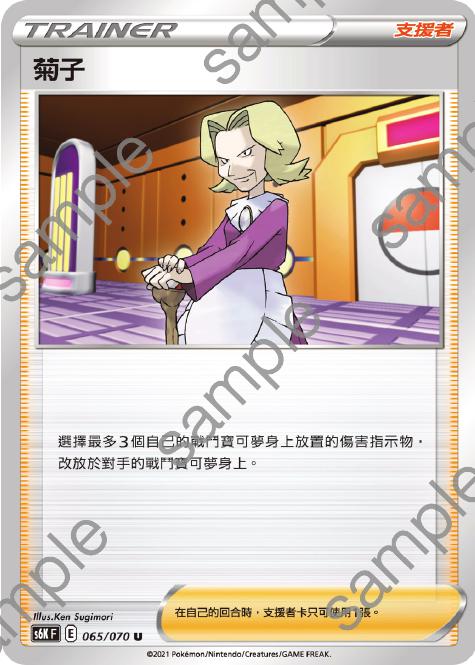 TRAINER
支援者
菊子
選擇最多3個自己的戰鬥寶可夢身上放置的傷害指示物,
改放於對手的戰鬥寶可夢身上。
Illus.Ken Sugimori
在自己的回合時,支援者卡只可使用1張。
S6K F E 065/070 U
©2021 Pokémon/Nintendo/Creatures/GAME FREAK.
sample
sample
sample
sample
sample
sample
sample
sample